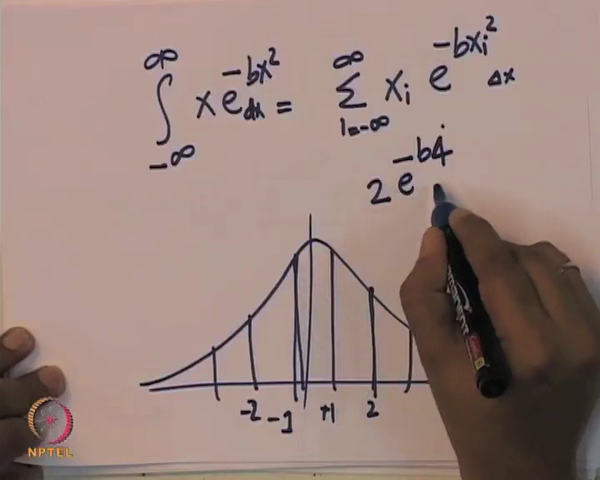 ∫_{-∞}^{∞} x e^{-bx²} dx = ∑_{i=-∞}^{∞} x_i e^{-bx_i²} Δx
2 e^{-b4}
-2 -1 +1 2
NPTEL